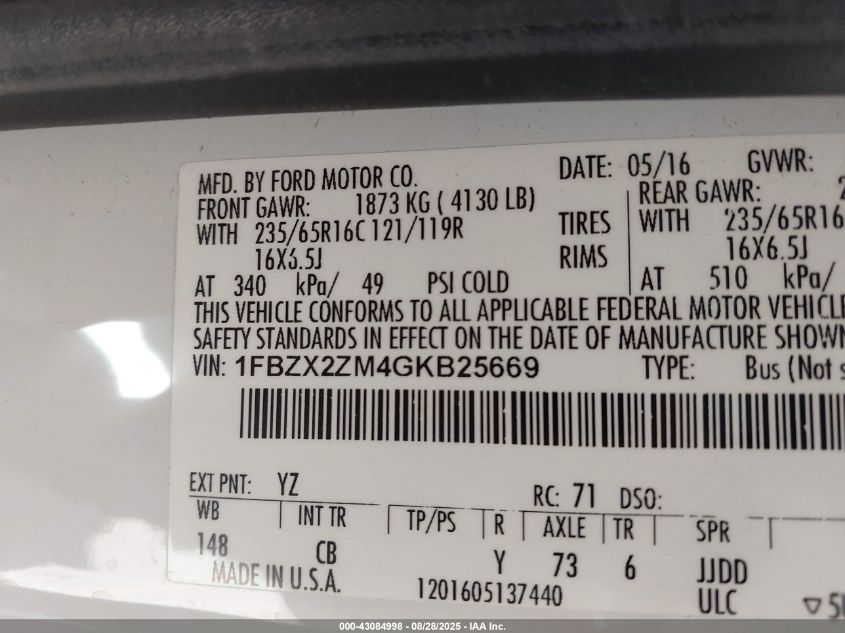 MFD. BY FORD MOTOR CO. DATE: 05/16 GVWR:
FRONT GAWR: 1873 KG ( 4130 LB) REAR GAWR: 2
WITH 235/65R16C 121/119R TIRES WITH 235/65R16
16X6.5J RIMS 16X6.5J
AT 340 kPa/ 49 PSI COLD AT 510 kPa/
THIS VEHICLE CONFORMS TO ALL APPLICABLE FEDERAL MOTOR VEHICLE
SAFETY STANDARDS IN EFFECT ON THE DATE OF MANUFACTURE SHOWN
VIN: 1FBZX2ZM4GKB25669 TYPE: Bus (Not s
EXT PNT: YZ RC: 71 DSO:
WB INT TR TP/PS R AXLE TR SPR
148 CB Y 73 6 JJDD
MADE IN U.S.A. 1201605137440 ULC
000-43084998 - 08/28/2025 - IAA Inc.